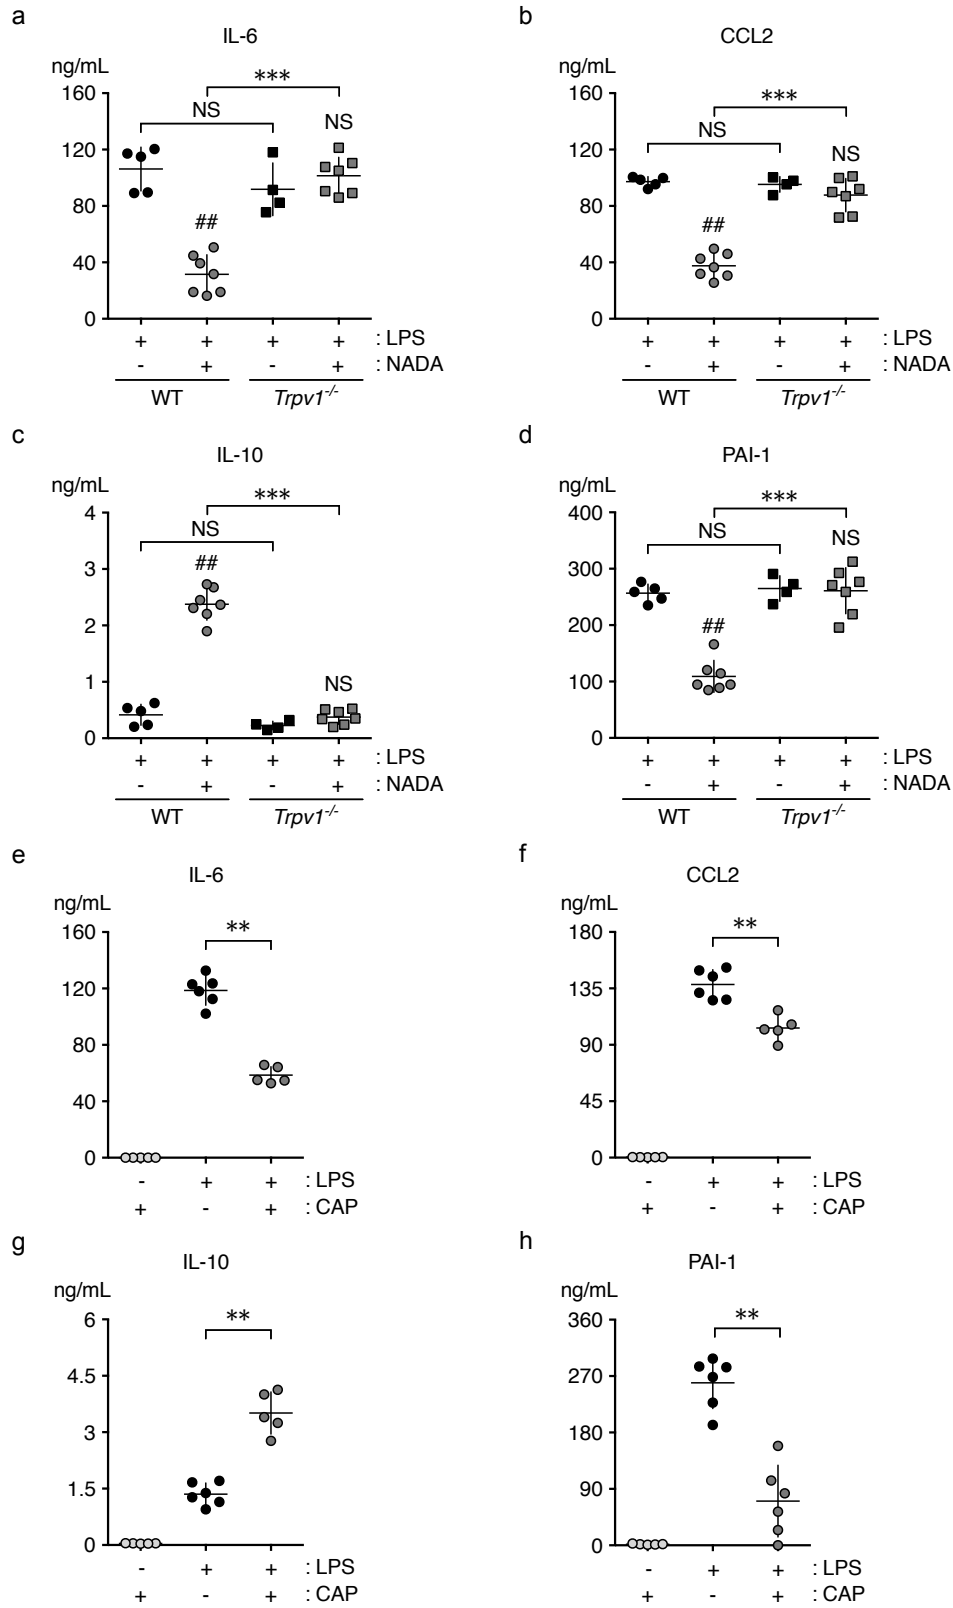 a
IL-6
ng/mL
***
160
NS
NS
120
80
##
40
0
+ + + + : LPS
- + - + : NADA
WT Trpv1-/-
b
CCL2
ng/mL
160
***
NS
120
NS
80
##
40
0
+ + + + : LPS
- + - + : NADA
WT Trpv1-/-
c
IL-10
ng/mL
***
4
NS
3
##
2
1
NS
0
+ + + + : LPS
- + - + : NADA
WT Trpv1-/-
d
PAI-1
ng/mL
***
400
NS
NS
300
200
##
100
0
+ + + + : LPS
- + - + : NADA
WT Trpv1-/-
e
IL-6
ng/mL
160
**
120
80
40
0
- + + : LPS
+ - + : CAP
f
CCL2
ng/mL
180
**
135
90
45
0
- + + : LPS
+ - + : CAP
g
IL-10
ng/mL
6
**
4.5
3
1.5
0
- + + : LPS
+ - + : CAP
h
PAI-1
ng/mL
360
**
270
180
90
0
- + + : LPS
+ - + : CAP